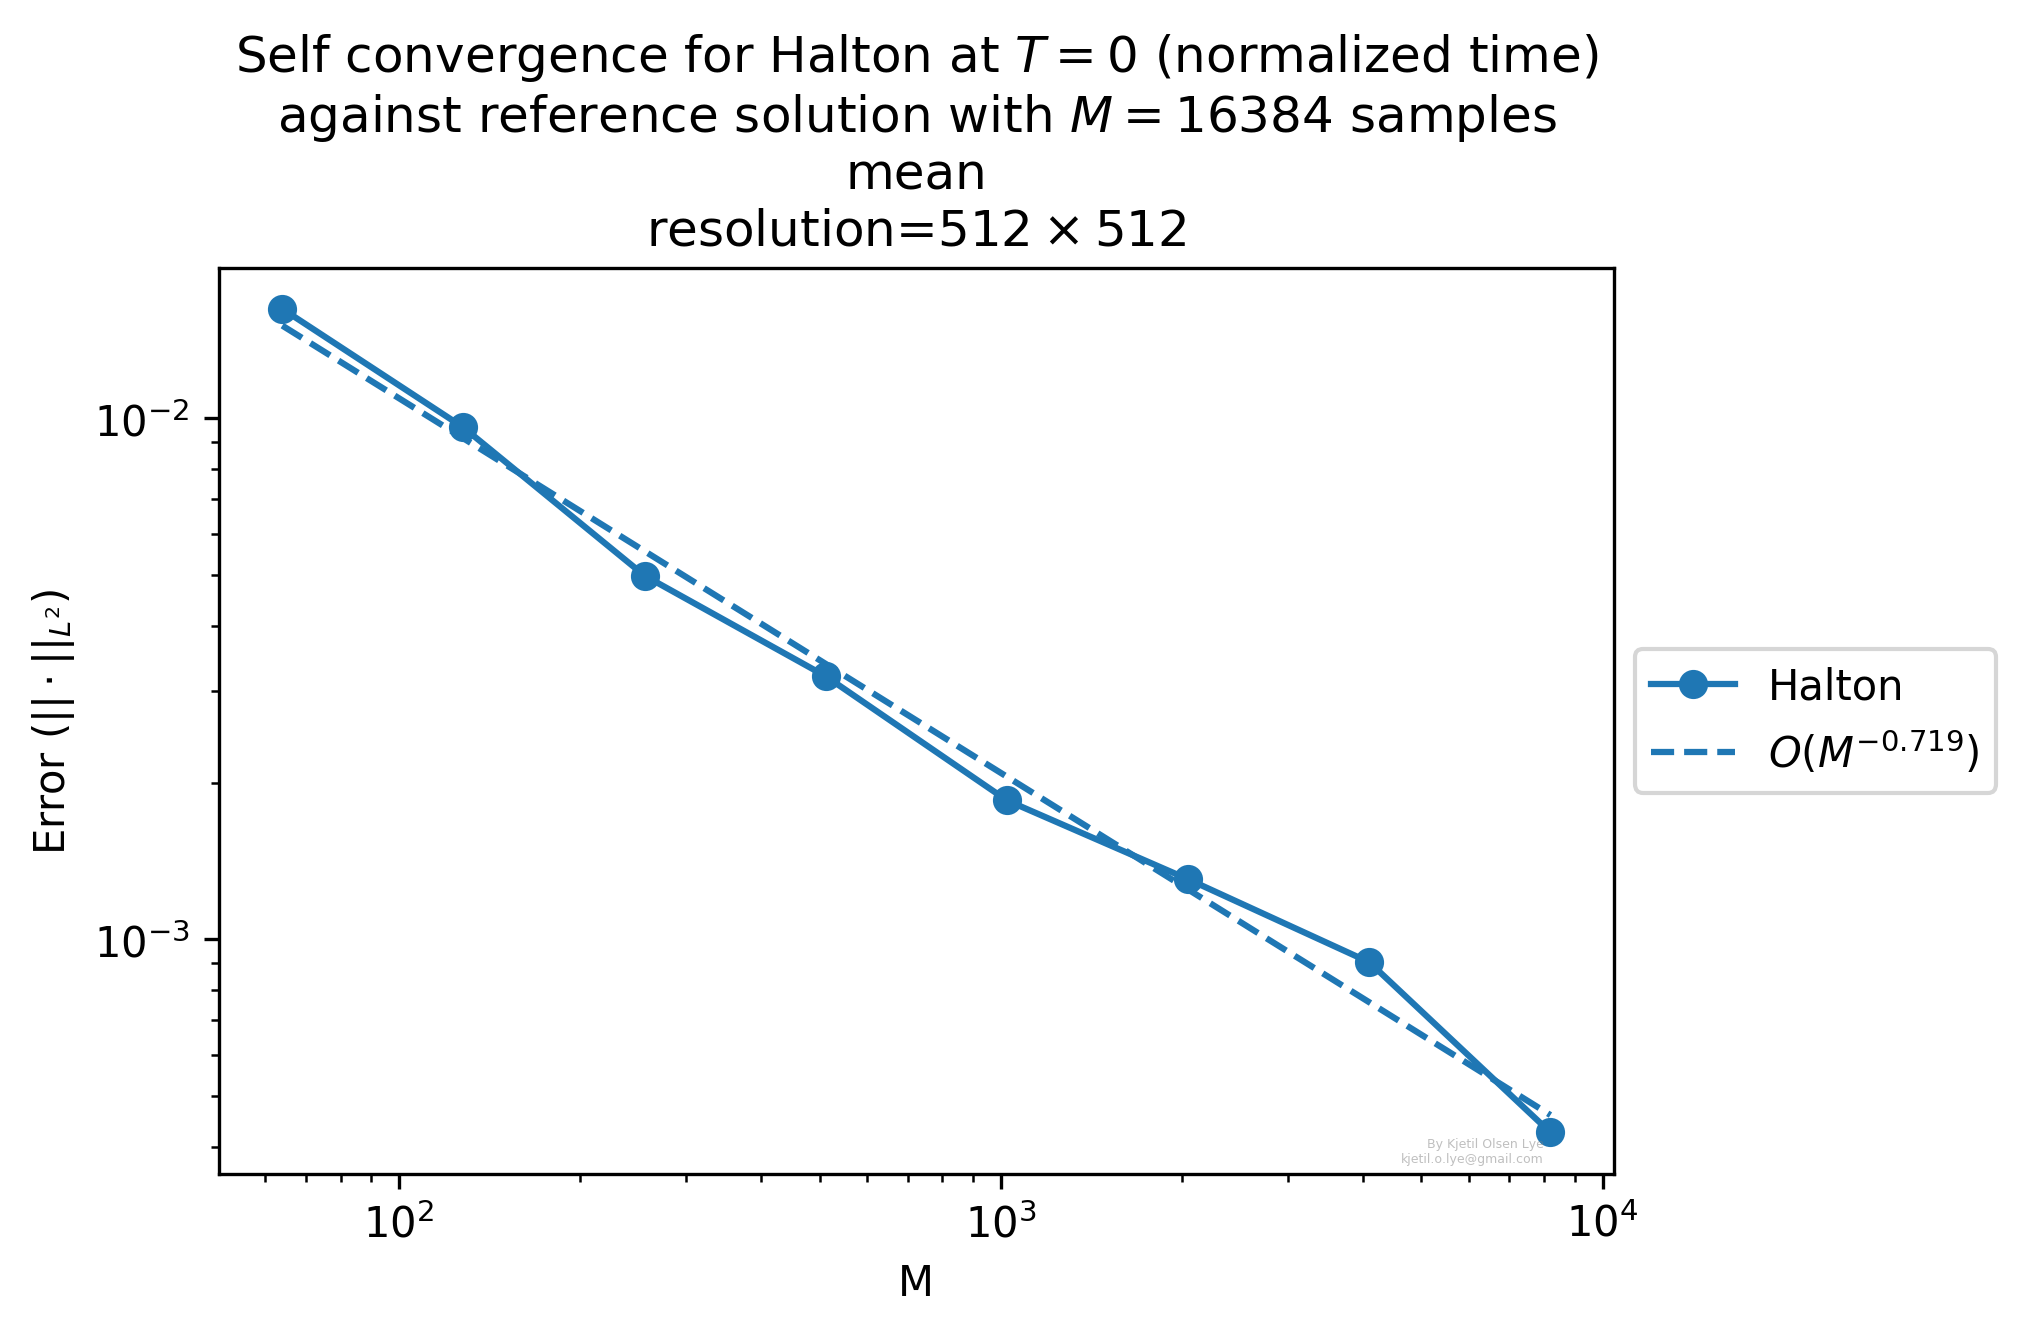 Self convergence for Halton at T = 0 (normalized time)
against reference solution with M = 16384 samples
mean
resolution=512 × 512
Error (|| · ||_{L^2})
10^{-2}
10^{-3}
10^2
10^3
10^4
M
Halton
O(M^{-0.719})
By Kjetil Olsen Lye
kjetil.o.lye@gmail.com